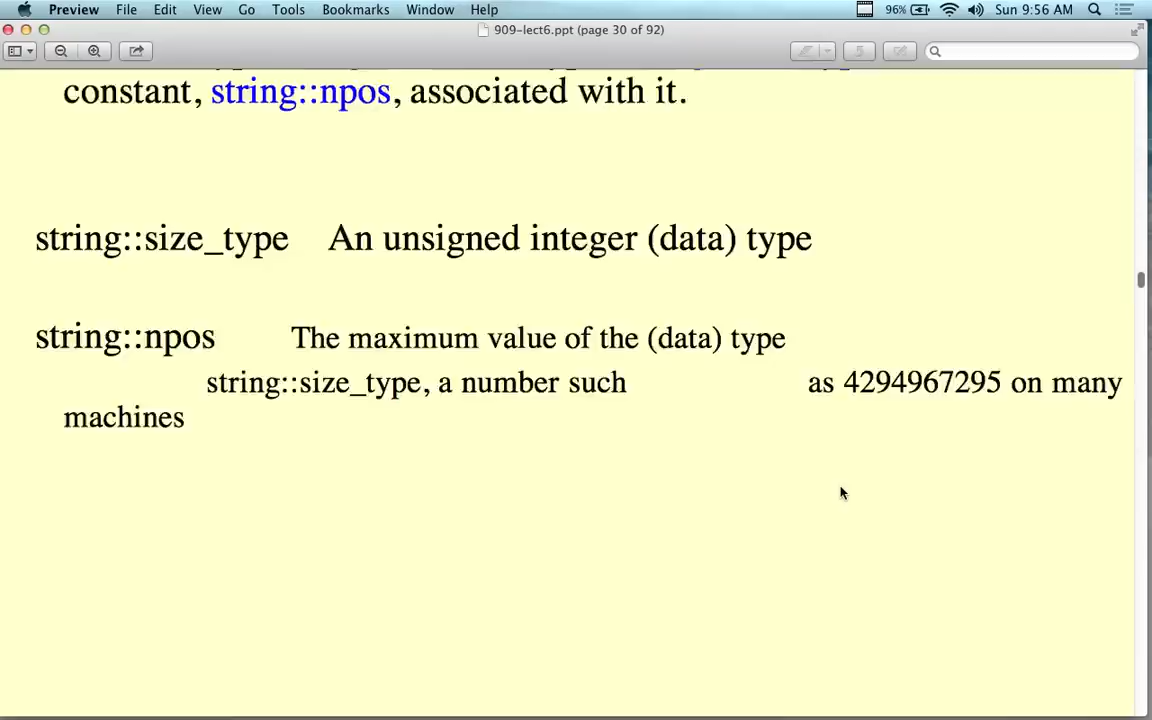 Preview File Edit View Go Tools Bookmarks Window Help 96% Sun 9:56 AM
909-lect6.ppt (page 30 of 92)
constant, string::npos, associated with it.
string::size_type An unsigned integer (data) type
string::npos The maximum value of the (data) type
string::size_type, a number such as 4294967295 on many
machines